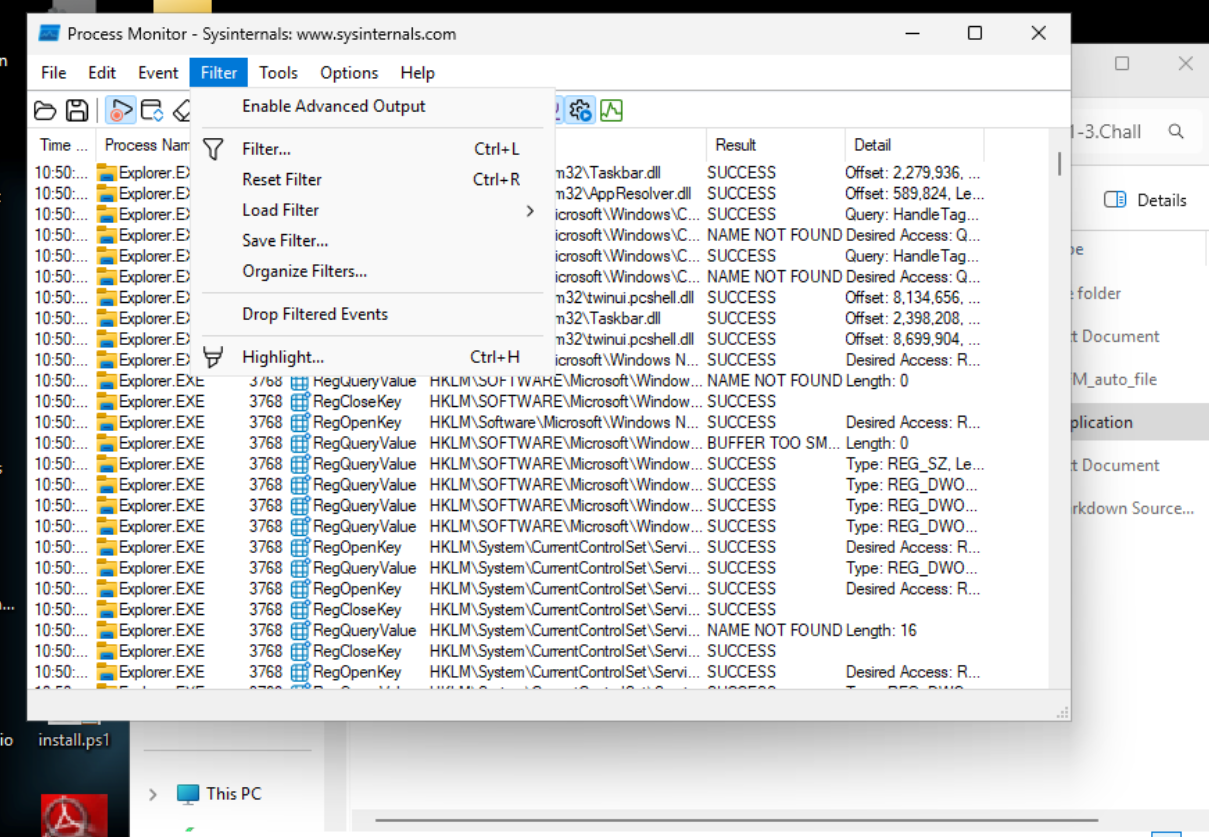 Process Monitor - Sysinternals: www.sysinternals.com
File Edit Event Filter Tools Options Help
Enable Advanced Output
Filter... Ctrl+L
Reset Filter Ctrl+R
Load Filter
Save Filter...
Organize Filters...
Drop Filtered Events
Highlight... Ctrl+H
Time ... Process Nam Result Detail
10:50:... Explorer.EX m32\Taskbar.dll SUCCESS Offset: 2,279,936, ...
10:50:... Explorer.EX m32\AppResolver.dll SUCCESS Offset: 589,824, Le...
10:50:... Explorer.EX icrosoft\Windows\C... SUCCESS Query: HandleTag...
10:50:... Explorer.EX icrosoft\Windows\C... NAME NOT FOUND Desired Access: Q...
10:50:... Explorer.EX icrosoft\Windows\C... SUCCESS Query: HandleTag...
10:50:... Explorer.EX icrosoft\Windows\C... NAME NOT FOUND Desired Access: Q...
10:50:... Explorer.EX m32\twinui.pcshell.dll SUCCESS Offset: 8,134,656, ...
10:50:... Explorer.EX m32\Taskbar.dll SUCCESS Offset: 2,398,208, ...
10:50:... Explorer.EX m32\twinui.pcshell.dll SUCCESS Offset: 8,699,904, ...
10:50:... Explorer.EX icrosoft\Windows N... SUCCESS Desired Access: R...
10:50:... Explorer.EXE 3768 RegQueryValue HKLM\SOFTWARE\Microsoft\Window... NAME NOT FOUND Length: 0
10:50:... Explorer.EXE 3768 RegCloseKey HKLM\SOFTWARE\Microsoft\Window... SUCCESS
10:50:... Explorer.EXE 3768 RegOpenKey HKLM\Software\Microsoft\Windows N... SUCCESS Desired Access: R...
10:50:... Explorer.EXE 3768 RegQueryValue HKLM\SOFTWARE\Microsoft\Window... BUFFER TOO SM... Length: 0
10:50:... Explorer.EXE 3768 RegQueryValue HKLM\SOFTWARE\Microsoft\Window... SUCCESS Type: REG_SZ, Le...
10:50:... Explorer.EXE 3768 RegQueryValue HKLM\SOFTWARE\Microsoft\Window... SUCCESS Type: REG_DWO...
10:50:... Explorer.EXE 3768 RegQueryValue HKLM\SOFTWARE\Microsoft\Window... SUCCESS Type: REG_DWO...
10:50:... Explorer.EXE 3768 RegQueryValue HKLM\SOFTWARE\Microsoft\Window... SUCCESS Type: REG_DWO...
10:50:... Explorer.EXE 3768 RegOpenKey HKLM\System\CurrentControlSet\Servi... SUCCESS Desired Access: R...
10:50:... Explorer.EXE 3768 RegQueryValue HKLM\System\CurrentControlSet\Servi... SUCCESS Type: REG_DWO...
10:50:... Explorer.EXE 3768 RegOpenKey HKLM\System\CurrentControlSet\Servi... SUCCESS Desired Access: R...
10:50:... Explorer.EXE 3768 RegCloseKey HKLM\System\CurrentControlSet\Servi... SUCCESS
10:50:... Explorer.EXE 3768 RegQueryValue HKLM\System\CurrentControlSet\Servi... NAME NOT FOUND Length: 16
10:50:... Explorer.EXE 3768 RegCloseKey HKLM\System\CurrentControlSet\Servi... SUCCESS
10:50:... Explorer.EXE 3768 RegOpenKey HKLM\System\CurrentControlSet\Servi... SUCCESS Desired Access: R...
1-3.Chall
Details
pe
folder
t Document
M_auto_file
plication
t Document
rkdown Source...
io install.ps1
This PC